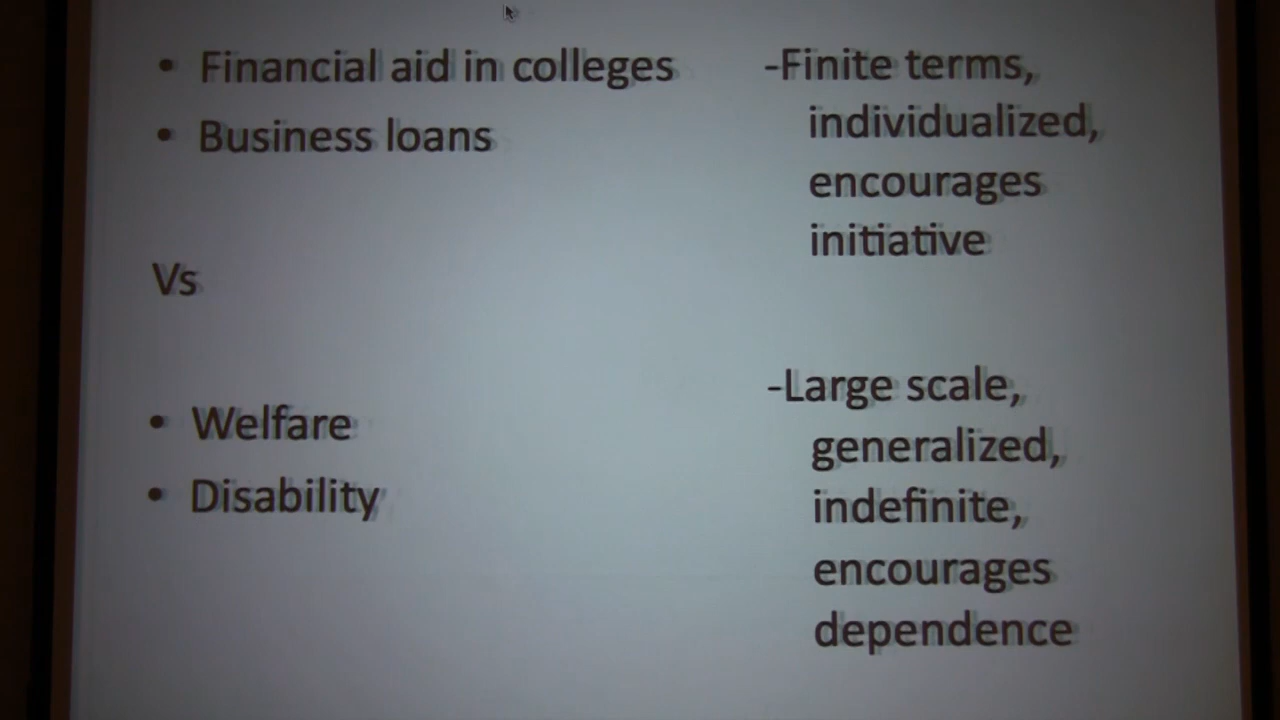 • Financial aid in colleges
• Business loans
Vs
• Welfare
• Disability
-Finite terms,
individualized,
encourages
initiative
-Large scale,
generalized,
indefinite,
encourages
dependence